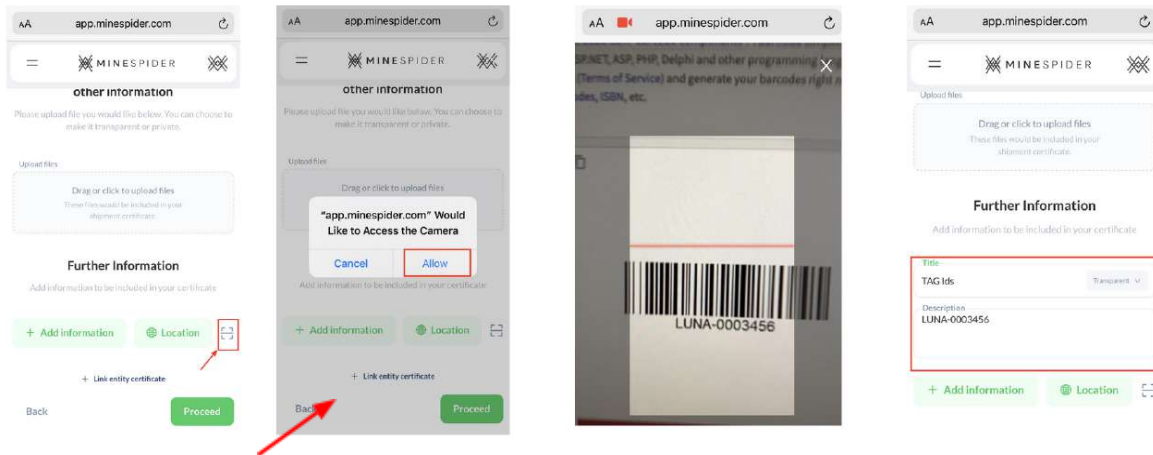 AA app.minespider.com
MINESPIDER
other information
Please upload file you would like below. You can choose to
make it transparent or private.
Upload files
Drag or click to upload files
These files would be included in your
shipment certificate.
Further Information
Add information to be included in your certificate
+ Add information
Location
+ Link entity certificate
Back
Proceed
AA app.minespider.com
MINESPIDER
other information
Please upload file you would like below. You can choose to
make it transparent or private.
Upload files
Drag or click to upload files
"app.minespider.com" Would
Like to Access the Camera
Cancel
Allow
Add information to be included in your certificate
+ Add information
Location
+ Link entity certificate
Back
Proceed
AA app.minespider.com
SP.NET, ASP, PHP, Delphi and other programming
(Terms of Service) and generate your barcodes right
ISBN, etc.
LUNA-0003456
AA app.minespider.com
MINESPIDER
Upload files
Drag or click to upload files
These files would be included in your
shipment certificate.
Further Information
Add information to be included in your certificate
Title
TAG Ids
Transparent
Description
LUNA-0003456
+ Add information
Location